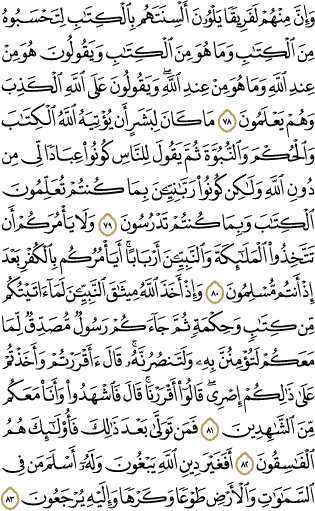 وَإِنَّ مِنْهُمْ لَفَرِيقًا يَلْوُۥنَ أَلْسِنَتَهُم بِٱلْكِتَٰبِ لِتَحْسَبُوهُ
مِنَ ٱلْكِتَٰبِ وَمَا هُوَ مِنَ ٱلْكِتَٰبِ وَيَقُولُونَ هُوَ مِنْ
عِندِ ٱللَّهِ وَمَا هُوَ مِنْ عِندِ ٱللَّهِۖ وَيَقُولُونَ عَلَى ٱللَّهِ ٱلْكَذِبَ
وَهُمْ يَعْلَمُونَ ٧٨ مَا كَانَ لِبَشَرٍ أَن يُؤْتِيَهُ ٱللَّهُ ٱلْكِتَٰبَ
وَٱلْحُكْمَ وَٱلنُّبُوَّةَ ثُمَّ يَقُولَ لِلنَّاسِ كُونُوا۟ عِبَادًا لِّى مِن
دُونِ ٱللَّهِ وَلَٰكِن كُونُوا۟ رَبَّٰنِيِّۦنَ بِمَا كُنتُمْ تُعَلِّمُونَ
ٱلْكِتَٰبَ وَبِمَا كُنتُمْ تَدْرُسُونَ ٧٩ وَلَا يَأْمُرَكُمْ أَن
تَتَّخِذُوا۟ ٱلْمَلَٰٓئِكَةَ وَٱلنَّبِيِّۦنَ أَرْبَابًاۗ أَيَأْمُرُكُم بِٱلْكُفْرِ بَعْدَ
إِذْ أَنتُم مُّسْلِمُونَ ٨٠ وَإِذْ أَخَذَ ٱللَّهُ مِيثَٰقَ ٱلنَّبِيِّۦنَ لَمَآ ءَاتَيْتُكُم
مِّن كِتَٰبٍ وَحِكْمَةٍ ثُمَّ جَآءَكُمْ رَسُولٌ مُّصَدِّقٌ لِّمَا
مَعَكُمْ لَتُؤْمِنُنَّ بِهِۦ وَلَتَنصُرُنَّهُۥۚ قَالَ ءَأَقْرَرْتُمْ وَأَخَذْتُمْ
عَلَىٰ ذَٰلِكُمْ إِصْرِىۖ قَالُوٓا۟ أَقْرَرْنَاۚ قَالَ فَٱشْهَدُوا۟ وَأَنَا۠ مَعَكُم
مِّنَ ٱلشَّٰهِدِينَ ٨١ فَمَن تَوَلَّىٰ بَعْدَ ذَٰلِكَ فَأُو۟لَٰٓئِكَ هُمُ
ٱلْفَٰسِقُونَ ٨٢ أَفَغَيْرَ دِينِ ٱللَّهِ يَبْغُونَ وَلَهُۥٓ أَسْلَمَ مَن فِى
ٱلسَّمَٰوَٰتِ وَٱلْأَرْضِ طَوْعًا وَكَرْهًا وَإِلَيْهِ يُرْجَعُونَ ٨٣